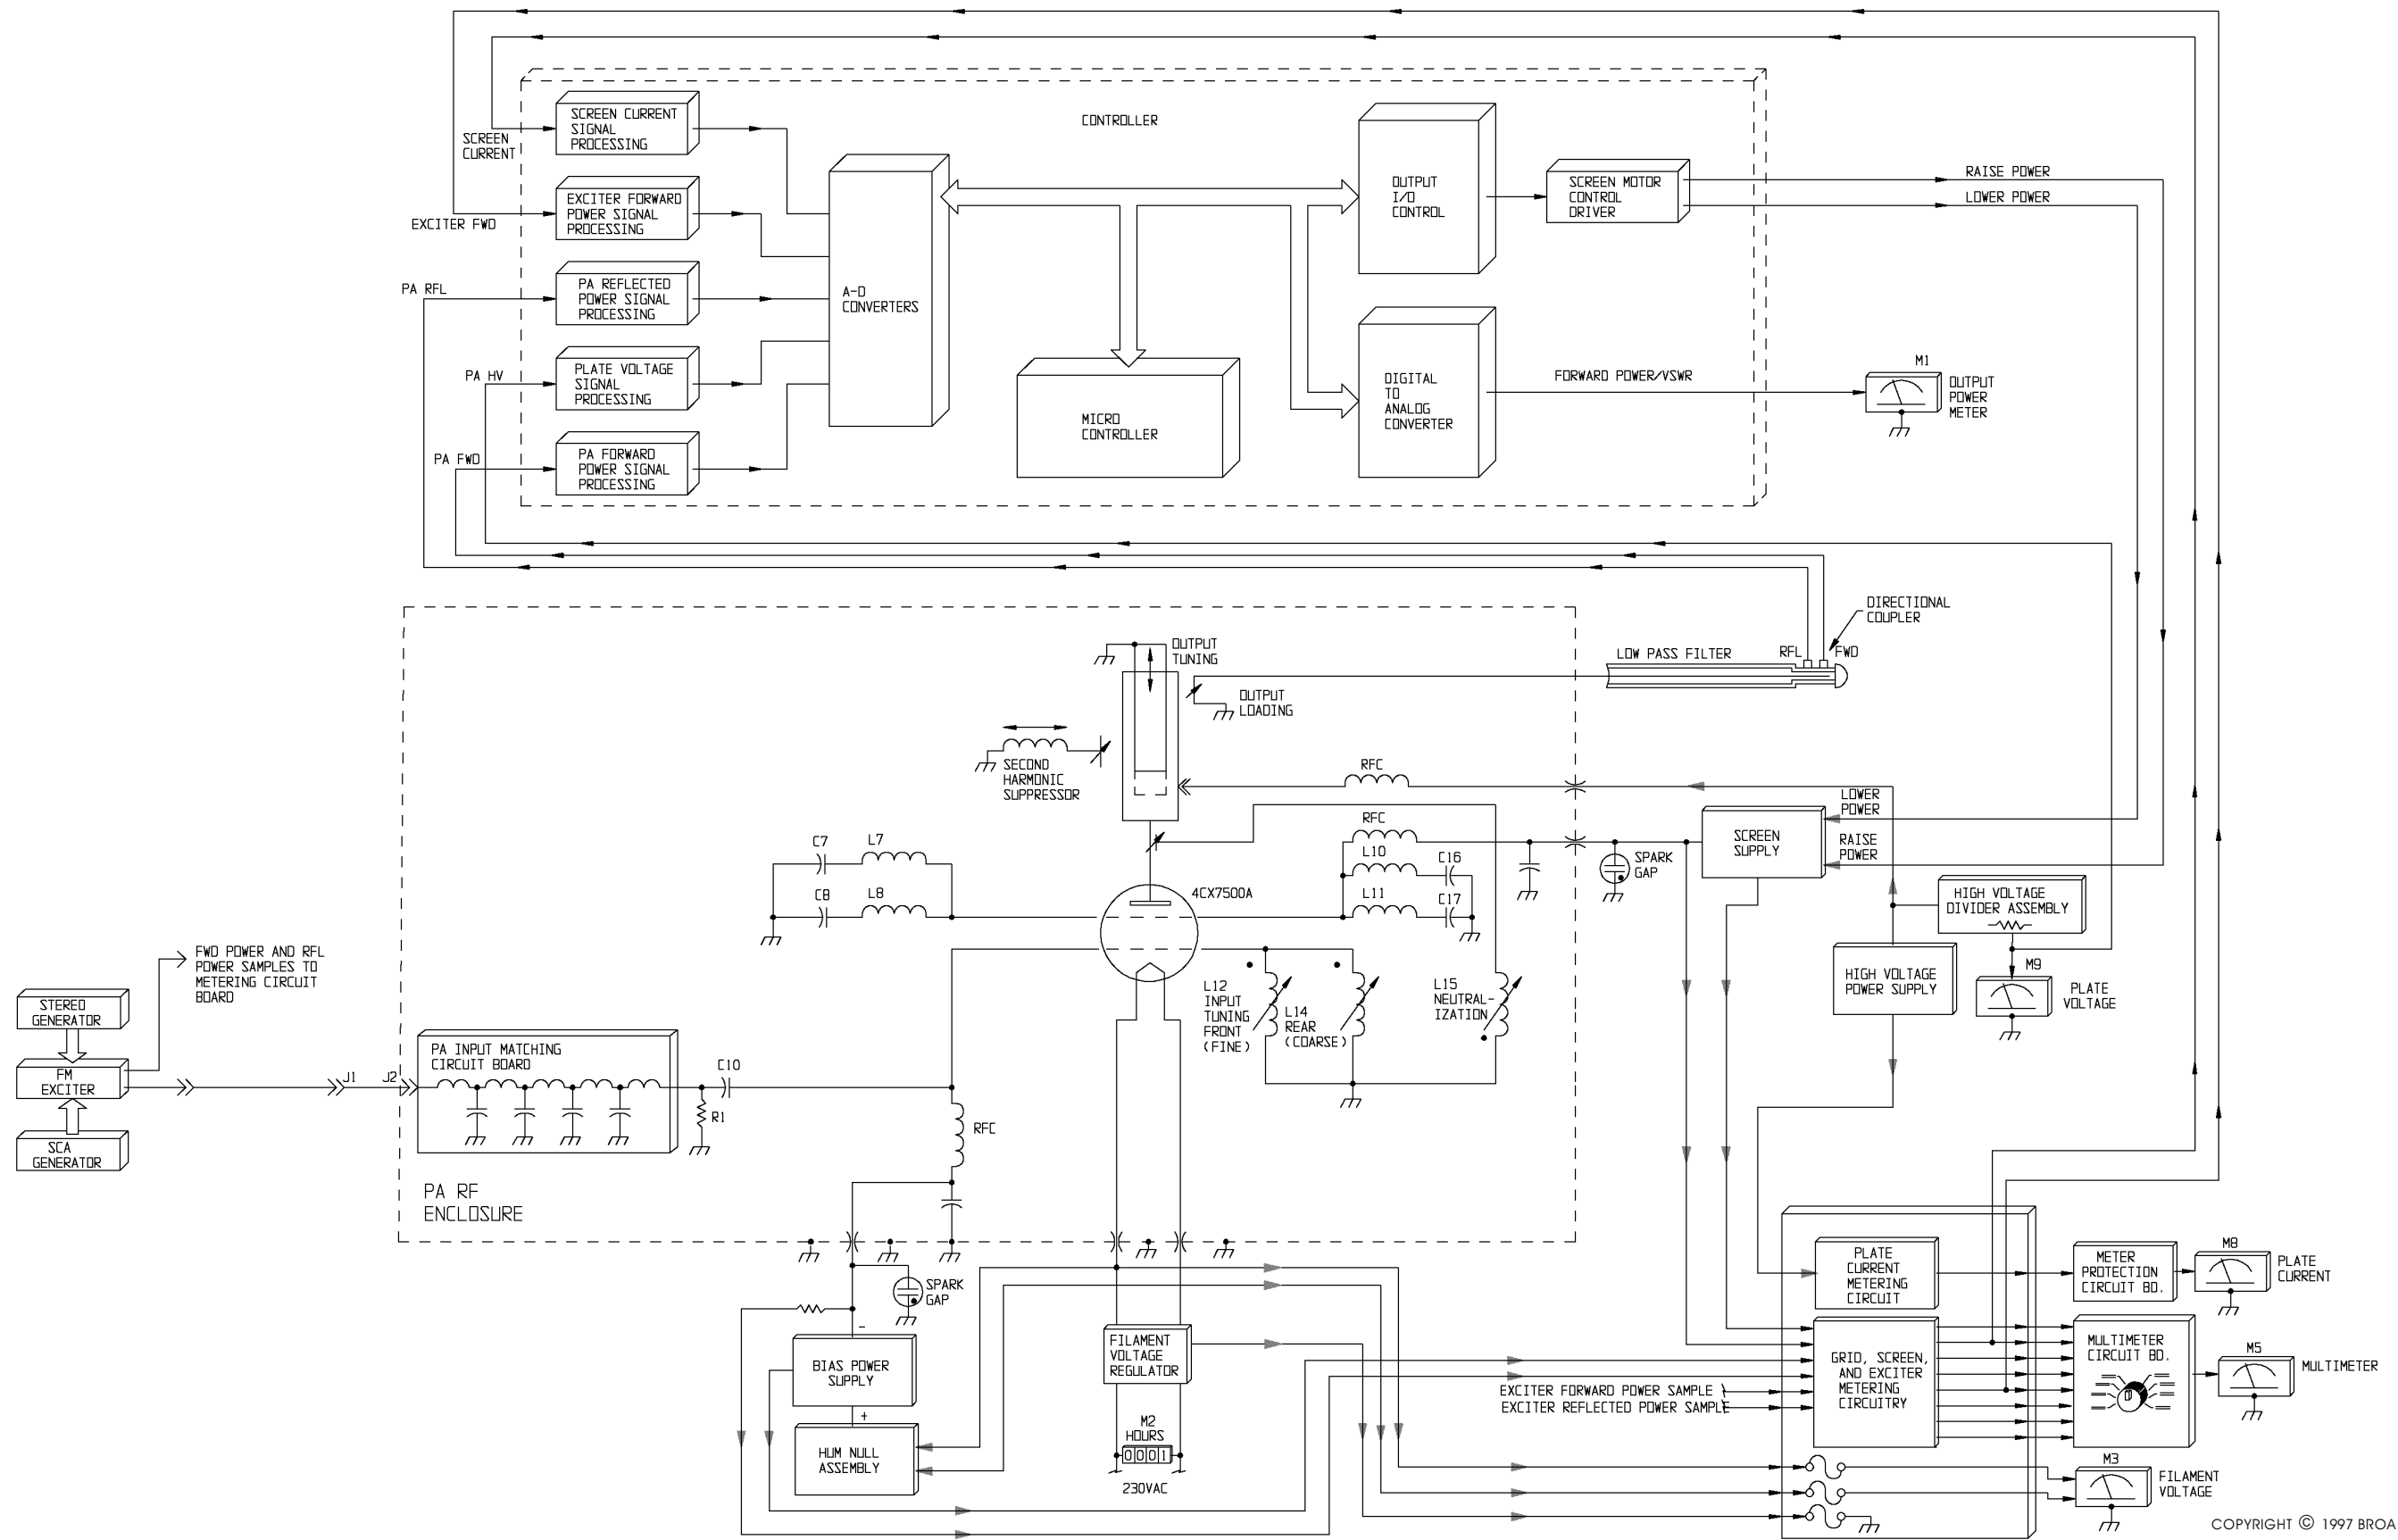 SCREEN CURRENT
SIGNAL
PROCESSING
SCREEN
CURRENT
EXCITER FORWARD
POWER SIGNAL
PROCESSING
EXCITER FWD
PA REFLECTED
POWER SIGNAL
PROCESSING
PA RFL
PLATE VOLTAGE
SIGNAL
PROCESSING
PA HV
PA FORWARD
POWER SIGNAL
PROCESSING
PA FWD
A-D
CONVERTERS
CONTROLLER
MICRO
CONTROLLER
OUTPUT
I/O
CONTROL
SCREEN MOTOR
CONTROL
DRIVER
RAISE POWER
LOWER POWER
DIGITAL
TO
ANALOG
CONVERTER
FORWARD POWER/VSWR
M1
OUTPUT
POWER
METER
DIRECTIONAL
COUPLER
LOW PASS FILTER
RFL
FWD
OUTPUT
TUNING
OUTPUT
LOADING
SECOND
HARMONIC
SUPPRESSOR
RFC
RFC
L10
C16
L11
C17
C7
L7
C8
L8
4CX7500A
SPARK
GAP
SCREEN
SUPPLY
LOWER
POWER
RAISE
POWER
HIGH VOLTAGE
DIVIDER ASSEMBLY
HIGH VOLTAGE
POWER SUPPLY
M9
PLATE
VOLTAGE
L12
INPUT
TUNING
FRONT
(FINE)
L14
REAR
(COARSE)
L15
NEUTRAL-
IZATION
FWD POWER AND RFL
POWER SAMPLES TO
METERING CIRCUIT
BOARD
STEREO
GENERATOR
FM
EXCITER
SCA
GENERATOR
J1
J2
PA INPUT MATCHING
CIRCUIT BOARD
C10
R1
RFC
PA RF
ENCLOSURE
SPARK
GAP
-
BIAS POWER
SUPPLY
+
HUM NULL
ASSEMBLY
FILAMENT
VOLTAGE
REGULATOR
M2
HOURS
0001
230VAC
PLATE
CURRENT
METERING
CIRCUIT
METER
PROTECTION
CIRCUIT BD.
M8
PLATE
CURRENT
GRID, SCREEN,
AND EXCITER
METERING
CIRCUITRY
EXCITER FORWARD POWER SAMPLE
EXCITER REFLECTED POWER SAMPLE
MULTIMETER
CIRCUIT BD.
M5
MULTIMETER
M3
FILAMENT
VOLTAGE
COPYRIGHT © 1997 BROA